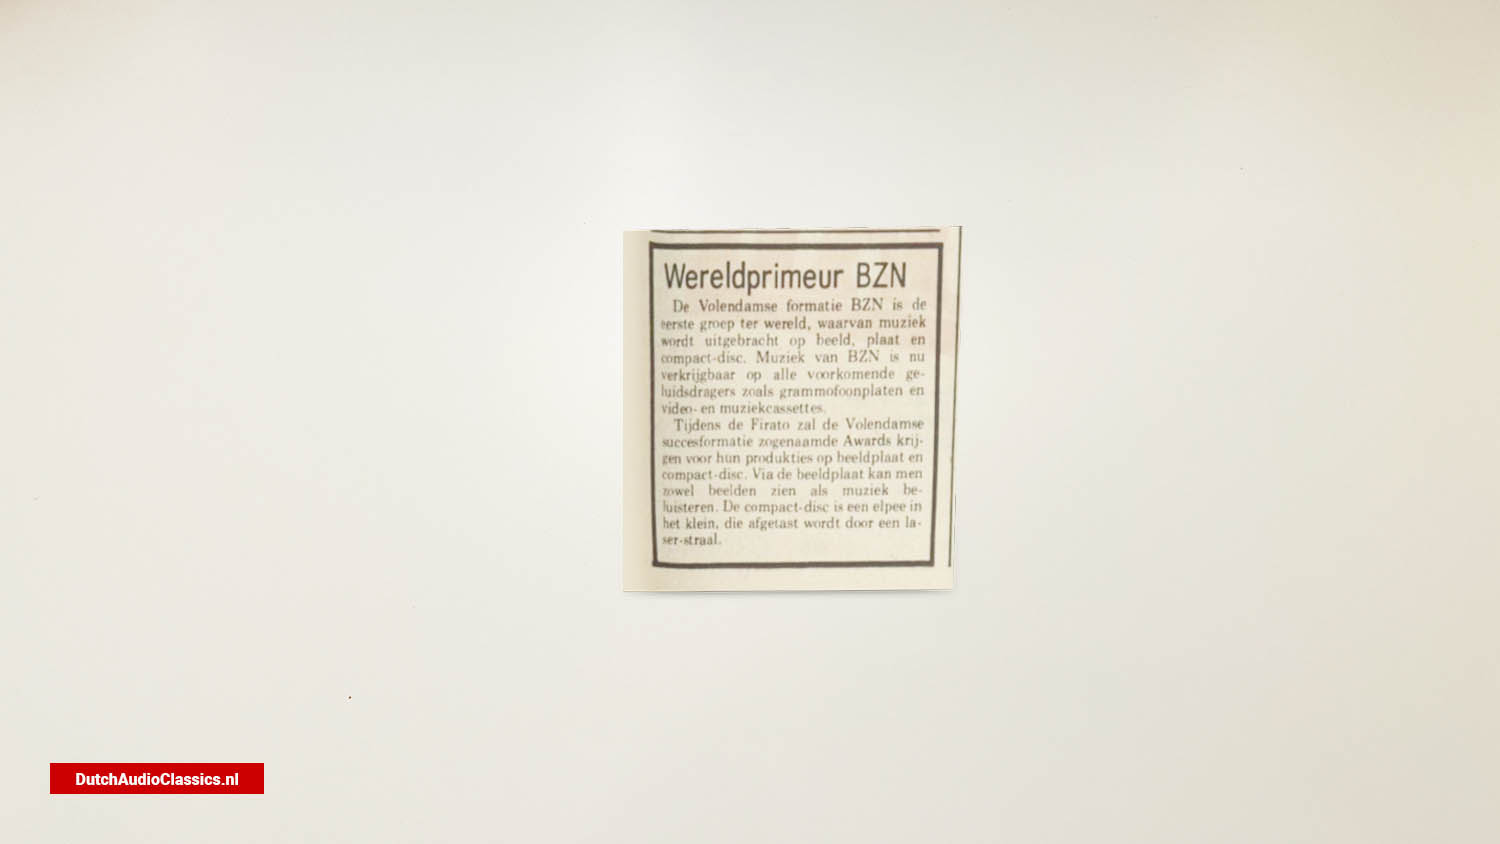 Wereldprimeur BZN
De Volendamse formatie BZN is de
eerste groep ter wereld, waarvan muziek
wordt uitgebracht op beeld, plaat en
compact-disc. Muziek van BZN is nu
verkrijgbaar op alle voorkomende ge-
luidsdragers zoals grammofoonplaten en
video- en muziekcassettes.
Tijdens de Firato zal de Volendamse
succesformatie zogenaamde Awards krij-
gen voor hun produkties op beeldplaat en
compact-disc. Via de beeldplaat kan men
zowel beelden zien als muziek be-
luisteren. De compact-disc is een elpee in
het klein, die afgetast wordt door een la-
ser-straal.
DutchAudioClassics.nl